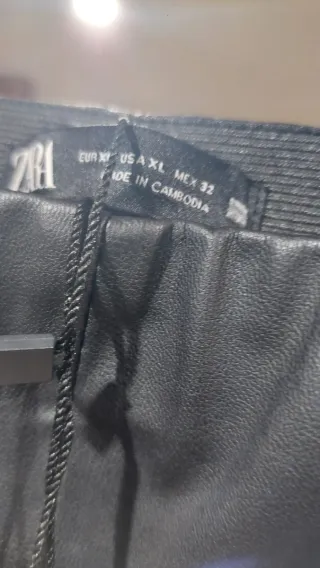 ZARA
EUR XL USA XL MEX 32
MADE IN CAMBODIA